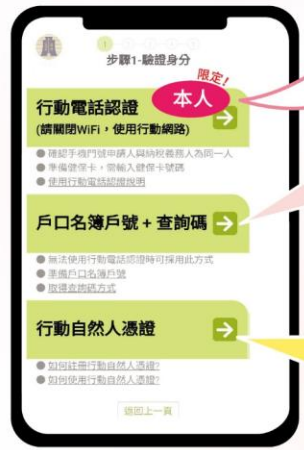 1
步驟1-驗證身分
限定!
本人
行動電話認證
(請關閉WiFi，使用行動網路)
● 確認手機門號申請人與納稅義務人為同一人
● 準備健保卡，需輸入健保卡號碼
● 使用行動電話認證說明
戶口名簿戶號 + 查詢碼
● 無法使用行動電話認證時可採用此方式
● 準備戶口名簿戶號
● 取得查詢碼方式
行動自然人憑證
● 如何註冊行動自然人憑證?
● 如何使用行動自然人憑證?
返回上一頁